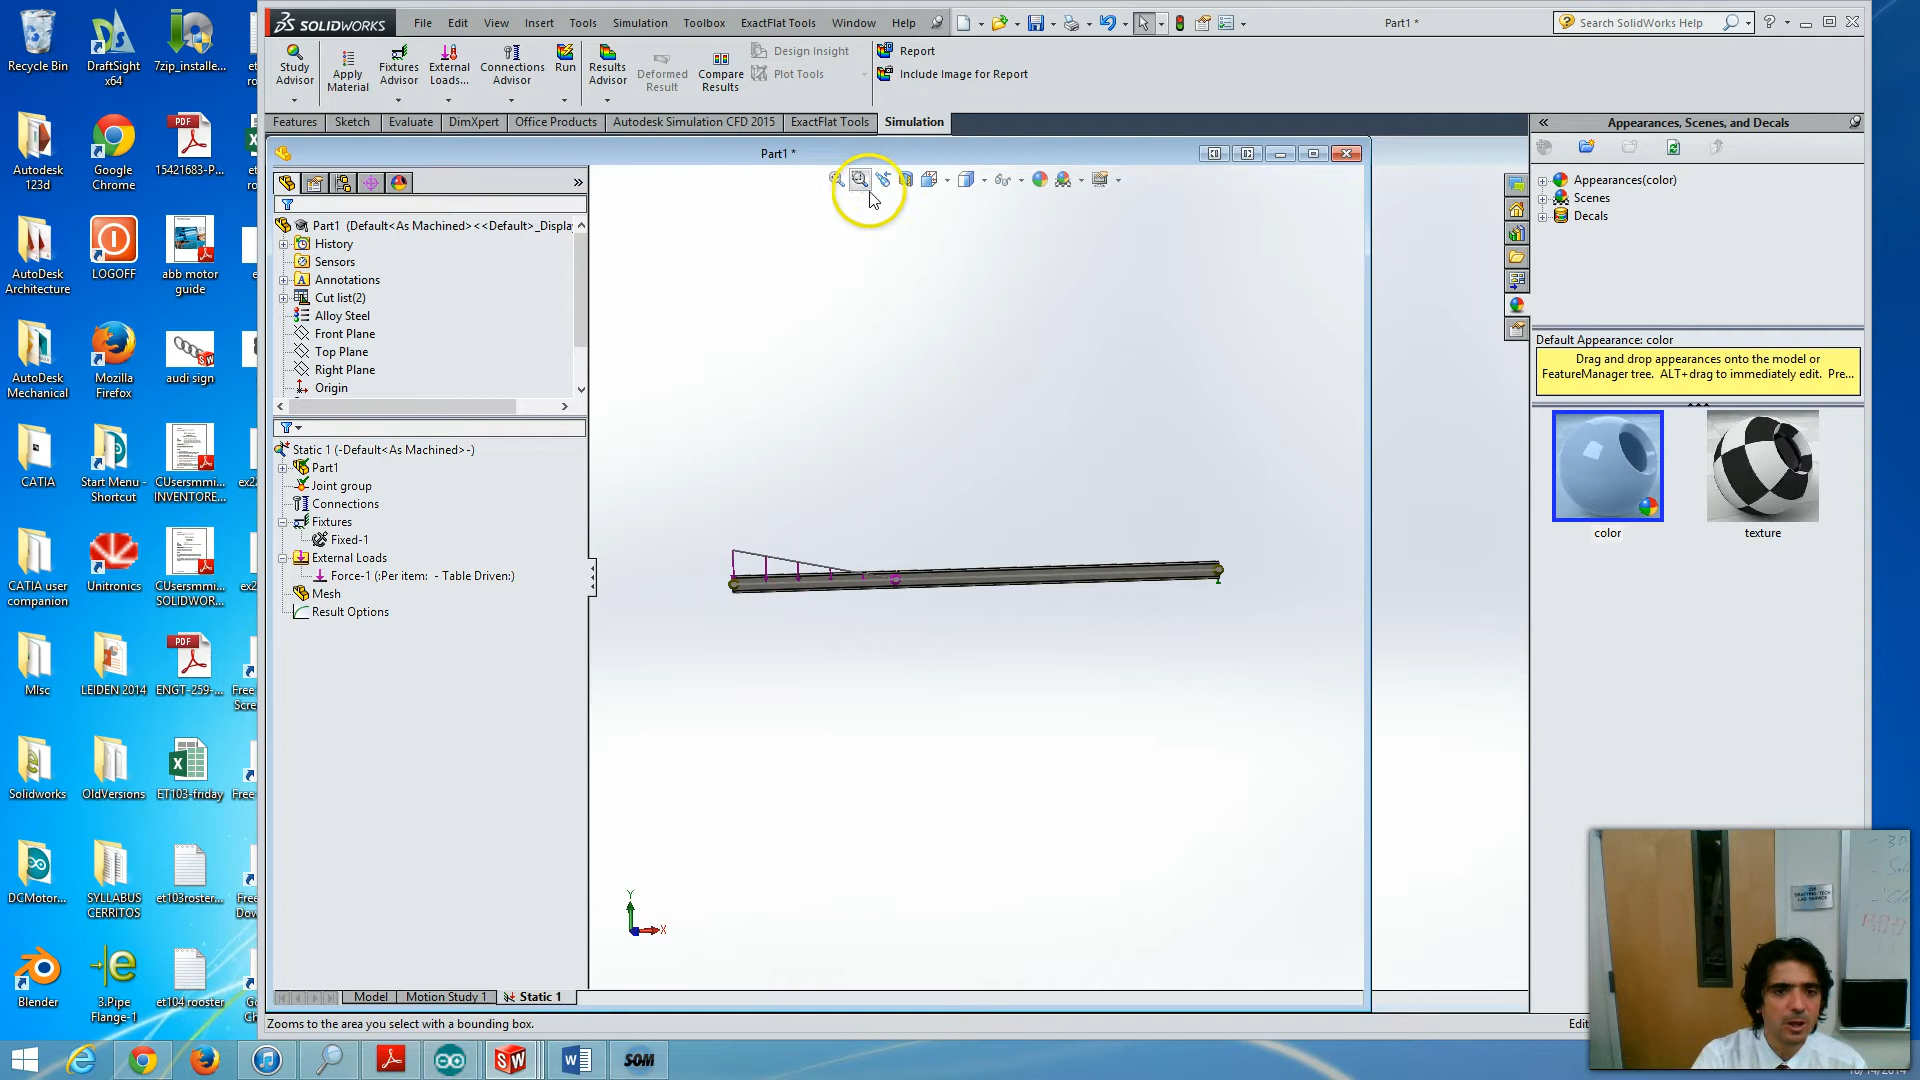 Recycle Bin
DraftSight x64
7zip_installe...
Autodesk 123d
Google Chrome
15421683-P...
AutoDesk Architecture
LOGOFF
abb motor guide
AutoDesk Mechanical
Mozilla Firefox
audi sign
CATIA
Start Menu - Shortcut
CUsersmmi... INVENTORE...
CATIA user companion
Unitronics
CUsersmmi... SOLIDWOR...
MIsc
LEIDEN 2014
ENGT-259-...
Solidworks
OldVersions
ET103-friday
DCMotor...
SYLLABUS CERRITOS
et103roster...
Blender
3.Pipe Flange-1
et104 rooster
SOLIDWORKS
File Edit View Insert Tools Simulation Toolbox ExactFlat Tools Window Help
Part1 *
Search SolidWorks Help
Study Advisor
Apply Material
Fixtures Advisor
External Loads...
Connections Advisor
Run
Results Advisor
Deformed Result
Compare Results
Design Insight
Plot Tools
Report
Include Image for Report
Features Sketch Evaluate DimXpert Office Products Autodesk Simulation CFD 2015 ExactFlat Tools Simulation
Part1 *
Part1 (Default<As Machined><<Default>_Displa
History
Sensors
Annotations
Cut list(2)
Alloy Steel
Front Plane
Top Plane
Right Plane
Origin
Static 1 (-Default<As Machined>-)
Part1
Joint group
Connections
Fixtures
Fixed-1
External Loads
Force-1 (:Per item: - Table Driven:)
Mesh
Result Options
Y
X
Model Motion Study 1 Static 1
Zooms to the area you select with a bounding box.
Edit
Appearances, Scenes, and Decals
Appearances(color)
Scenes
Decals
Default Appearance: color
Drag and drop appearances onto the model or
FeatureManager tree. ALT+drag to immediately edit. Pre...
color
texture
SOM